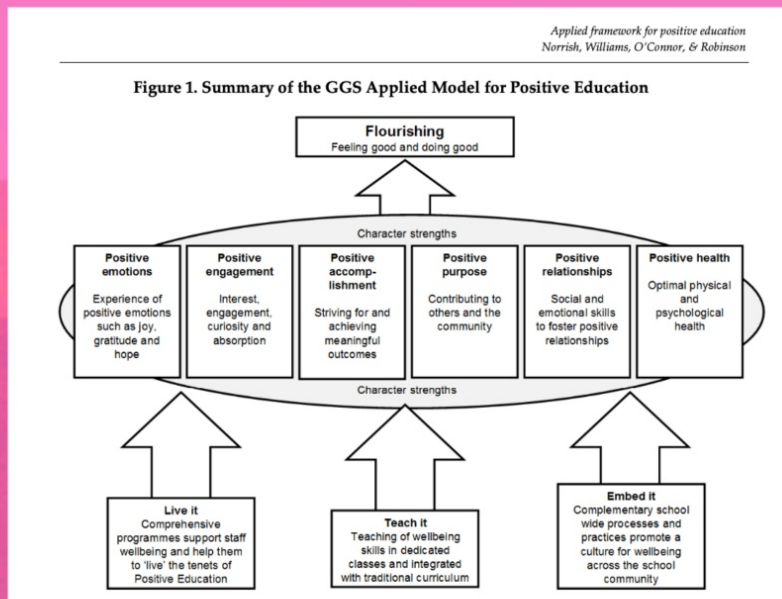 Applied framework for positive education
Norrish, Williams, O'Connor, & Robinson
Figure 1. Summary of the GGS Applied Model for Positive Education
Flourishing
Feeling good and doing good
Character strengths
Positive
emotions
Experience of
positive emotions
such as joy,
gratitude and
hope
Positive
engagement
Interest,
engagement,
curiosity and
absorption
Positive
accomp-
lishment
Striving for and
achieving
meaningful
outcomes
Positive
purpose
Contributing to
others and the
community
Positive
relationships
Social and
emotional skills
to foster positive
relationships
Positive health
Optimal physical
and
psychological
health
Character strengths
Live it
Comprehensive
programmes support staff
wellbeing and help them
to 'live' the tenets of
Positive Education
Teach it
Teaching of wellbeing
skills in dedicated
classes and integrated
with traditional curriculum
Embed it
Complementary school
wide processes and
practices promote a
culture for wellbeing
across the school
community